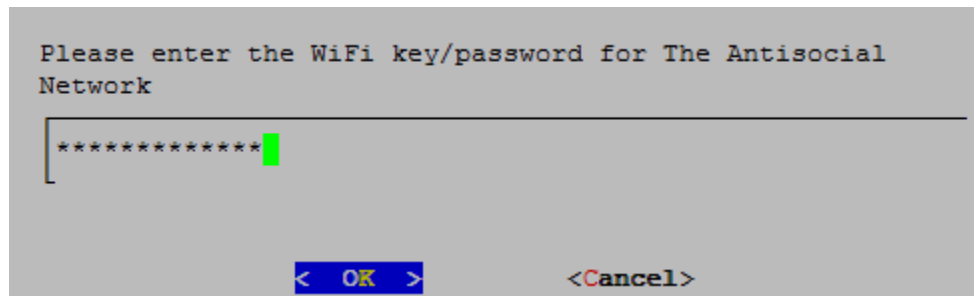 Please enter the WiFi key/password for The Antisocial
Network
*************
< OK > <Cancel>